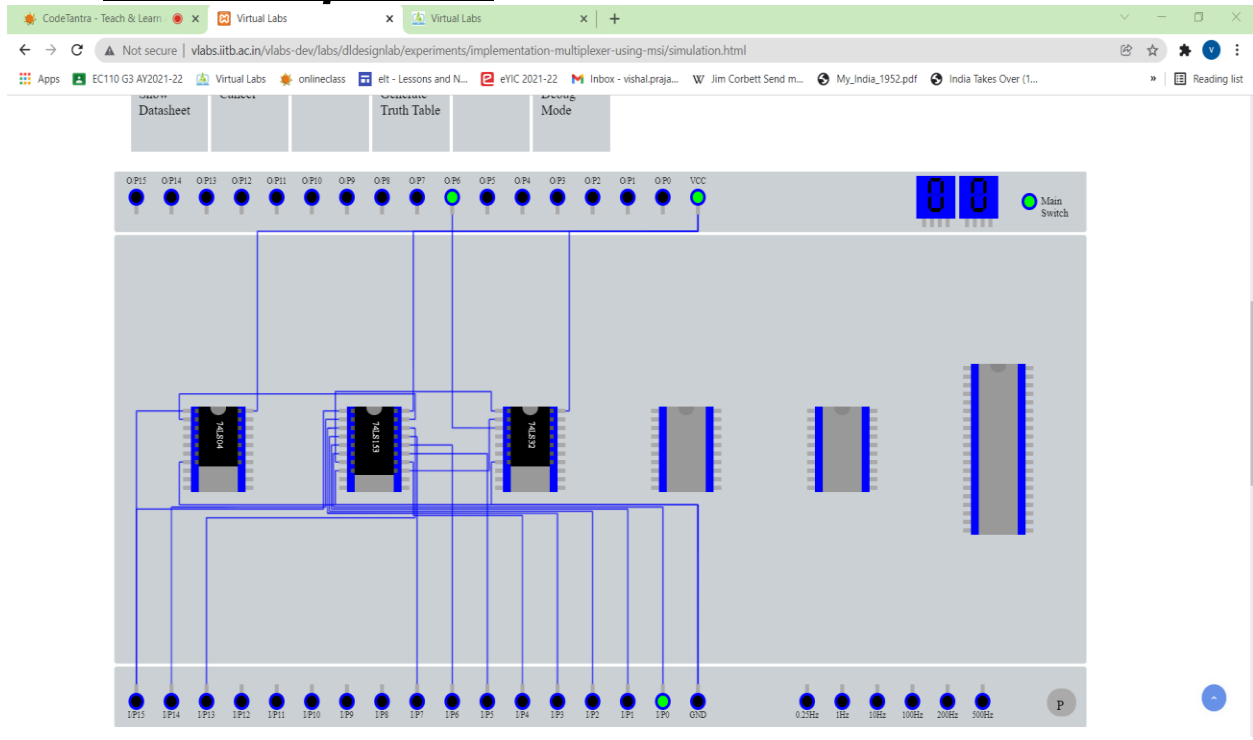 CodeTantra - Teach & Learn
Virtual Labs
Virtual Labs
Not secure | vlabs.iitb.ac.in/vlabs-dev/labs/dldesignlab/experiments/implementation-multiplexer-using-msi/simulation.html
Apps EC110 G3 AY2021-22 Virtual Labs onlineclass elt - Lessons and N... eYIC 2021-22 Inbox - vishal.praja... Jim Corbett Send m... My_India_1952.pdf India Takes Over (1... » Reading list
Show Cancel Generate Debug
Datasheet Truth Table Mode
O/P15 O/P14 O/P13 O/P12 O/P11 O/P10 O/P9 O/P8 O/P7 O/P6 O/P5 O/P4 O/P3 O/P2 O/P1 O/P0 VCC
0 0
Main
Switch
74LS04
74LS153
74LS32
I/P15 I/P14 I/P13 I/P12 I/P11 I/P10 I/P9 I/P8 I/P7 I/P6 I/P5 I/P4 I/P3 I/P2 I/P1 I/P0 GND
0.25Hz 1Hz 10Hz 100Hz 200Hz 500Hz
P